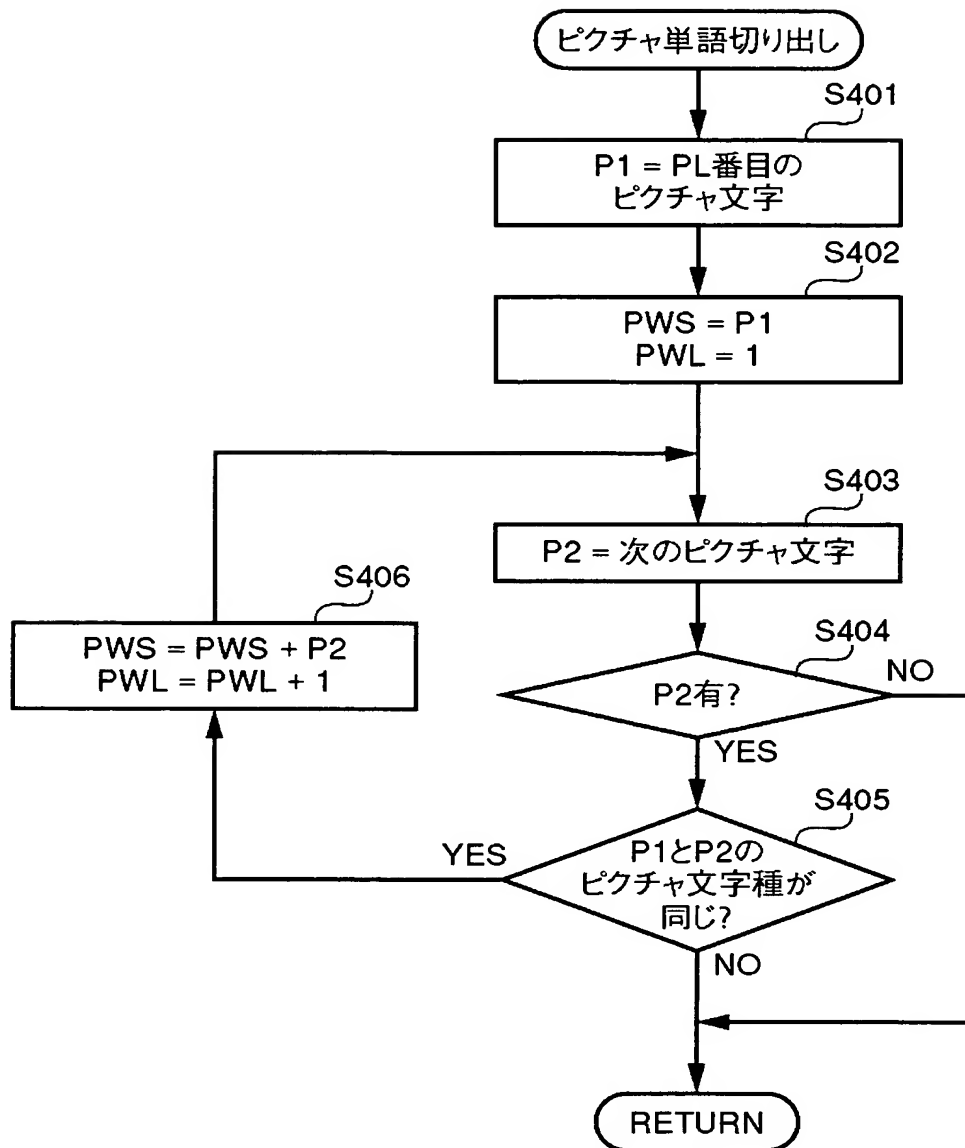 ピクチャ単語切り出し
S401
P1 = PL番目の
ピクチャ文字
S402
PWS = P1
PWL = 1
S403
P2 = 次のピクチャ文字
S406
PWS = PWS + P2
PWL = PWL + 1
S404
P2有?
NO
YES
S405
P1とP2の
ピクチャ文字種が
同じ?
YES
NO
RETURN